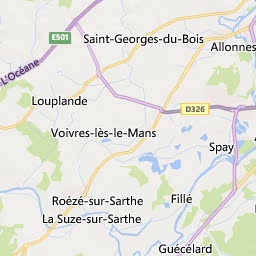 E501
Saint-Georges-du-Bois
Allonnes
L'Océane
Louplande
D326
Voivres-lès-le-Mans
Spay
A
Roézé-sur-Sarthe
Fillé
La Suze-sur-Sarthe
Guécélard